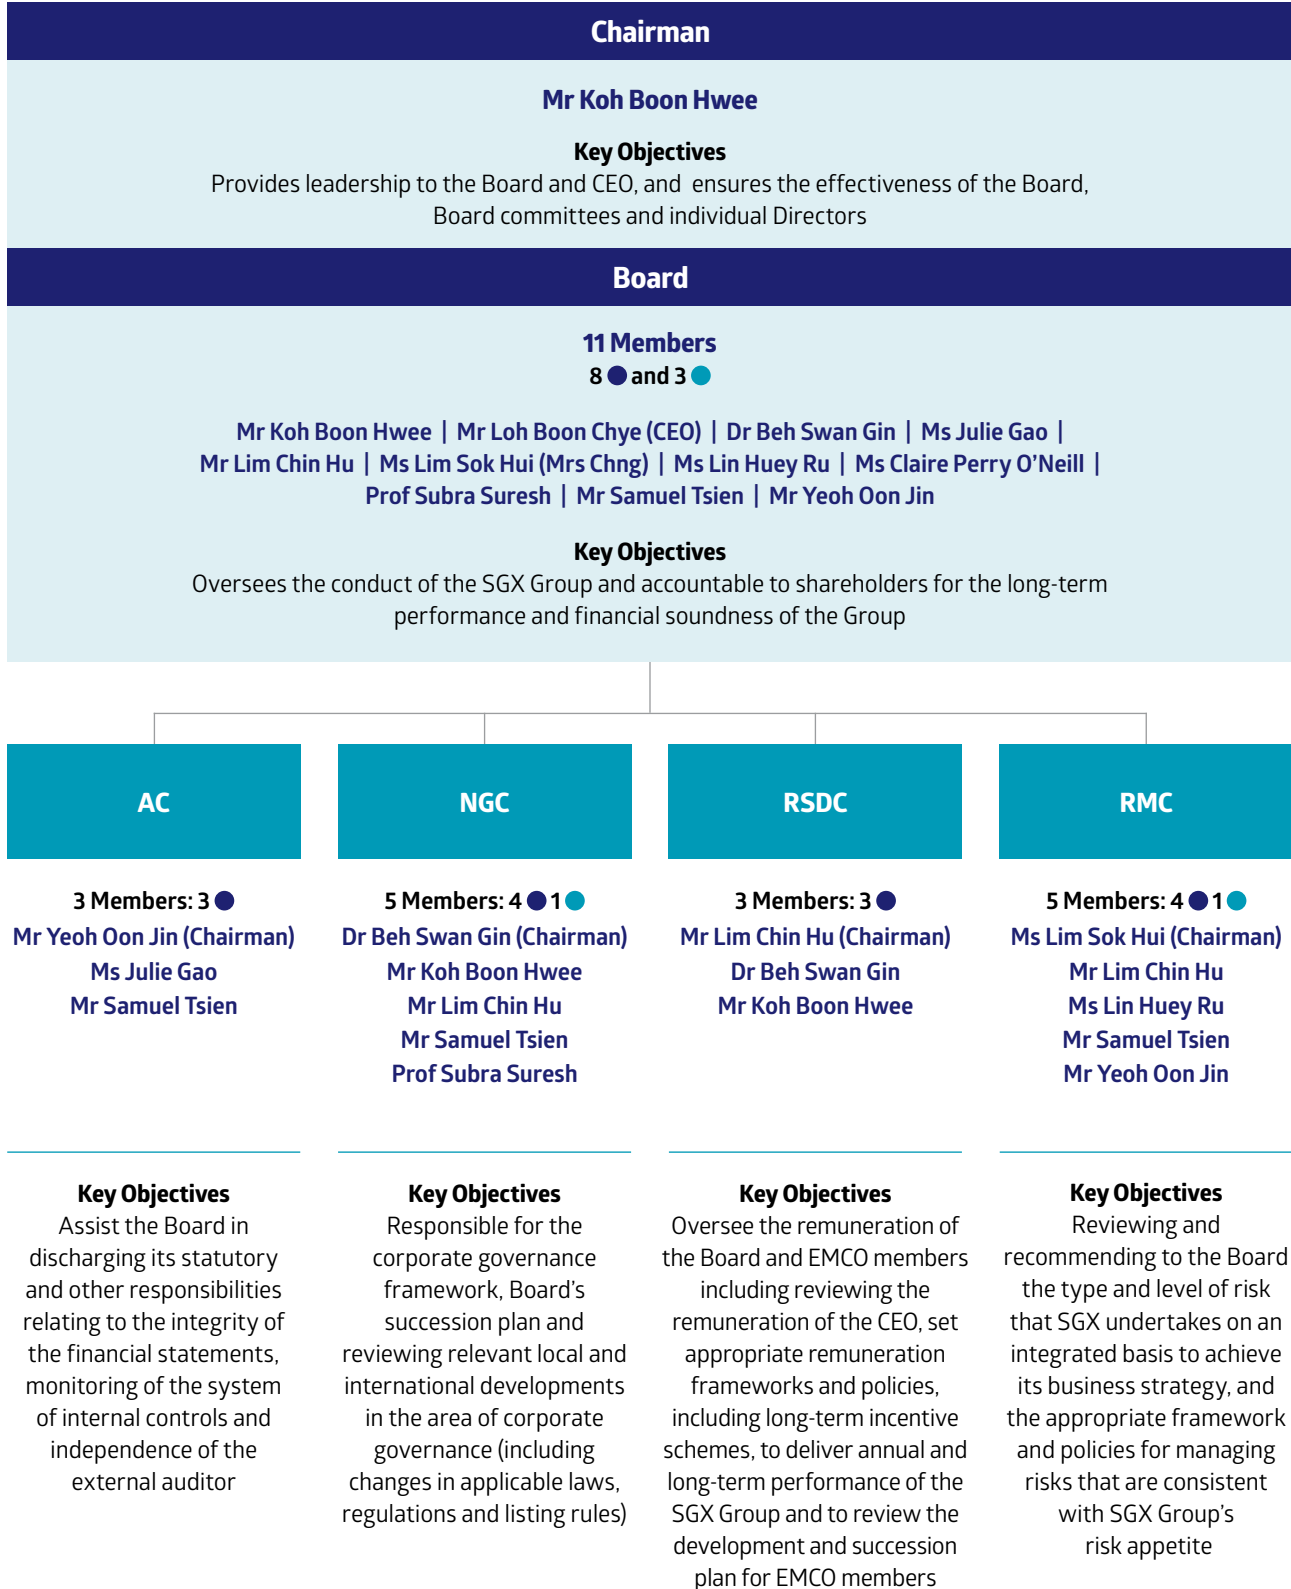 Chairman
Mr Koh Boon Hwee
Key Objectives
Provides leadership to the Board and CEO, and ensures the effectiveness of the Board,
Board committees and individual Directors
Board
11 Members
8 and 3
Mr Koh Boon Hwee | Mr Loh Boon Chye (CEO) | Dr Beh Swan Gin | Ms Julie Gao |
Mr Lim Chin Hu | Ms Lim Sok Hui (Mrs Chng) | Ms Lin Huey Ru | Ms Claire Perry O’Neill |
Prof Subra Suresh | Mr Samuel Tsien | Mr Yeoh Oon Jin
Key Objectives
Oversees the conduct of the SGX Group and accountable to shareholders for the long-term
performance and financial soundness of the Group
AC
3 Members: 3
Mr Yeoh Oon Jin (Chairman)
Ms Julie Gao
Mr Samuel Tsien
Key Objectives
Assist the Board in
discharging its statutory
and other responsibilities
relating to the integrity of
the financial statements,
monitoring of the system
of internal controls and
independence of the
external auditor
NGC
5 Members: 4 1
Dr Beh Swan Gin (Chairman)
Mr Koh Boon Hwee
Mr Lim Chin Hu
Mr Samuel Tsien
Prof Subra Suresh
Key Objectives
Responsible for the
corporate governance
framework, Board’s
succession plan and
reviewing relevant local and
international developments
in the area of corporate
governance (including
changes in applicable laws,
regulations and listing rules)
RSDC
3 Members: 3
Mr Lim Chin Hu (Chairman)
Dr Beh Swan Gin
Mr Koh Boon Hwee
Key Objectives
Oversee the remuneration of
the Board and EMCO members
including reviewing the
remuneration of the CEO, set
appropriate remuneration
frameworks and policies,
including long-term incentive
schemes, to deliver annual and
long-term performance of the
SGX Group and to review the
development and succession
plan for EMCO members
RMC
5 Members: 4 1
Ms Lim Sok Hui (Chairman)
Mr Lim Chin Hu
Ms Lin Huey Ru
Mr Samuel Tsien
Mr Yeoh Oon Jin
Key Objectives
Reviewing and
recommending to the Board
the type and level of risk
that SGX undertakes on an
integrated basis to achieve
its business strategy, and
the appropriate framework
and policies for managing
risks that are consistent
with SGX Group’s
risk appetite